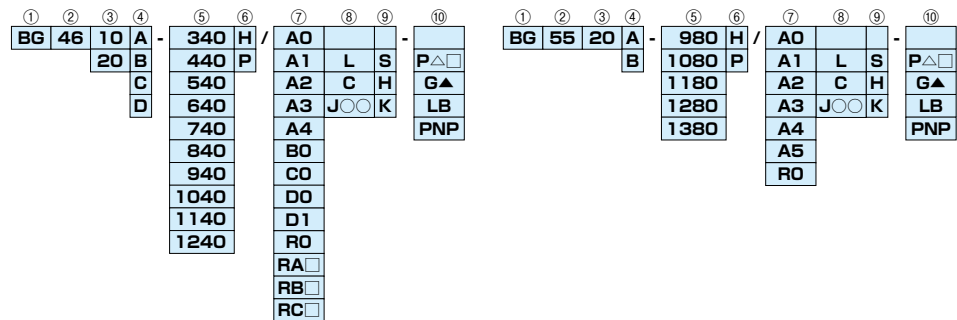 ① ② ③ ④ ⑤ ⑥ ⑦ ⑧ ⑨ ⑩
BG 46 10 A - 340 H / A0 -
20 B 440 P A1 L S P△□
C 540 A2 C H G▲
D 640 A3 J○○ K LB
740 A4 PNP
840 B0
940 C0
1040 D0
1140 D1
1240 R0
RA□
RB□
RC□
① ② ③ ④ ⑤ ⑥ ⑦ ⑧ ⑨ ⑩
BG 55 20 A - 980 H / A0 -
B 1080 P A1 L S P△□
1180 A2 C H G▲
1280 A3 J○○ K LB
1380 A4 PNP
A5
R0